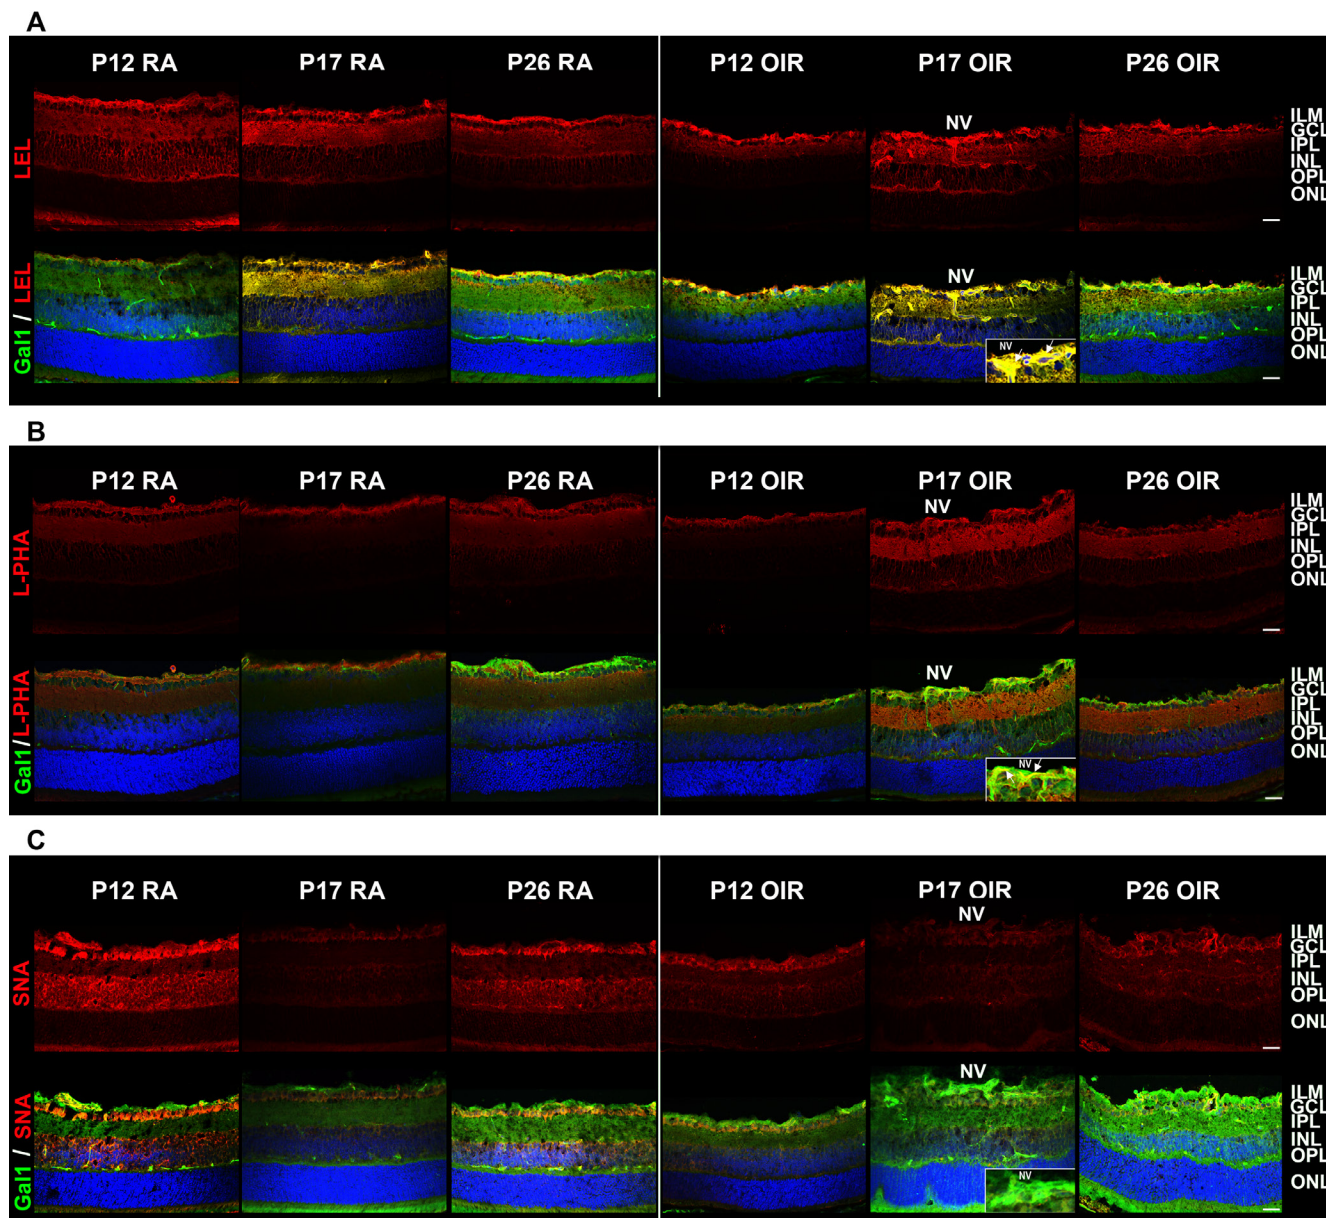 A
P12 RA P17 RA P26 RA P12 OIR P17 OIR P26 OIR
LEL
NV
ILM
GCL
IPL
INL
OPL
ONL
Gal1 / LEL
NV
NV
ILM
GCL
IPL
INL
OPL
ONL
B
P12 RA P17 RA P26 RA P12 OIR P17 OIR P26 OIR
L-PHA
NV
ILM
GCL
IPL
INL
OPL
ONL
Gal1/L-PHA
NV
NV
ILM
GCL
IPL
INL
OPL
ONL
C
P12 RA P17 RA P26 RA P12 OIR P17 OIR P26 OIR
SNA
NV
ILM
GCL
IPL
INL
OPL
ONL
Gal1 / SNA
NV
NV
ILM
GCL
IPL
INL
OPL
ONL